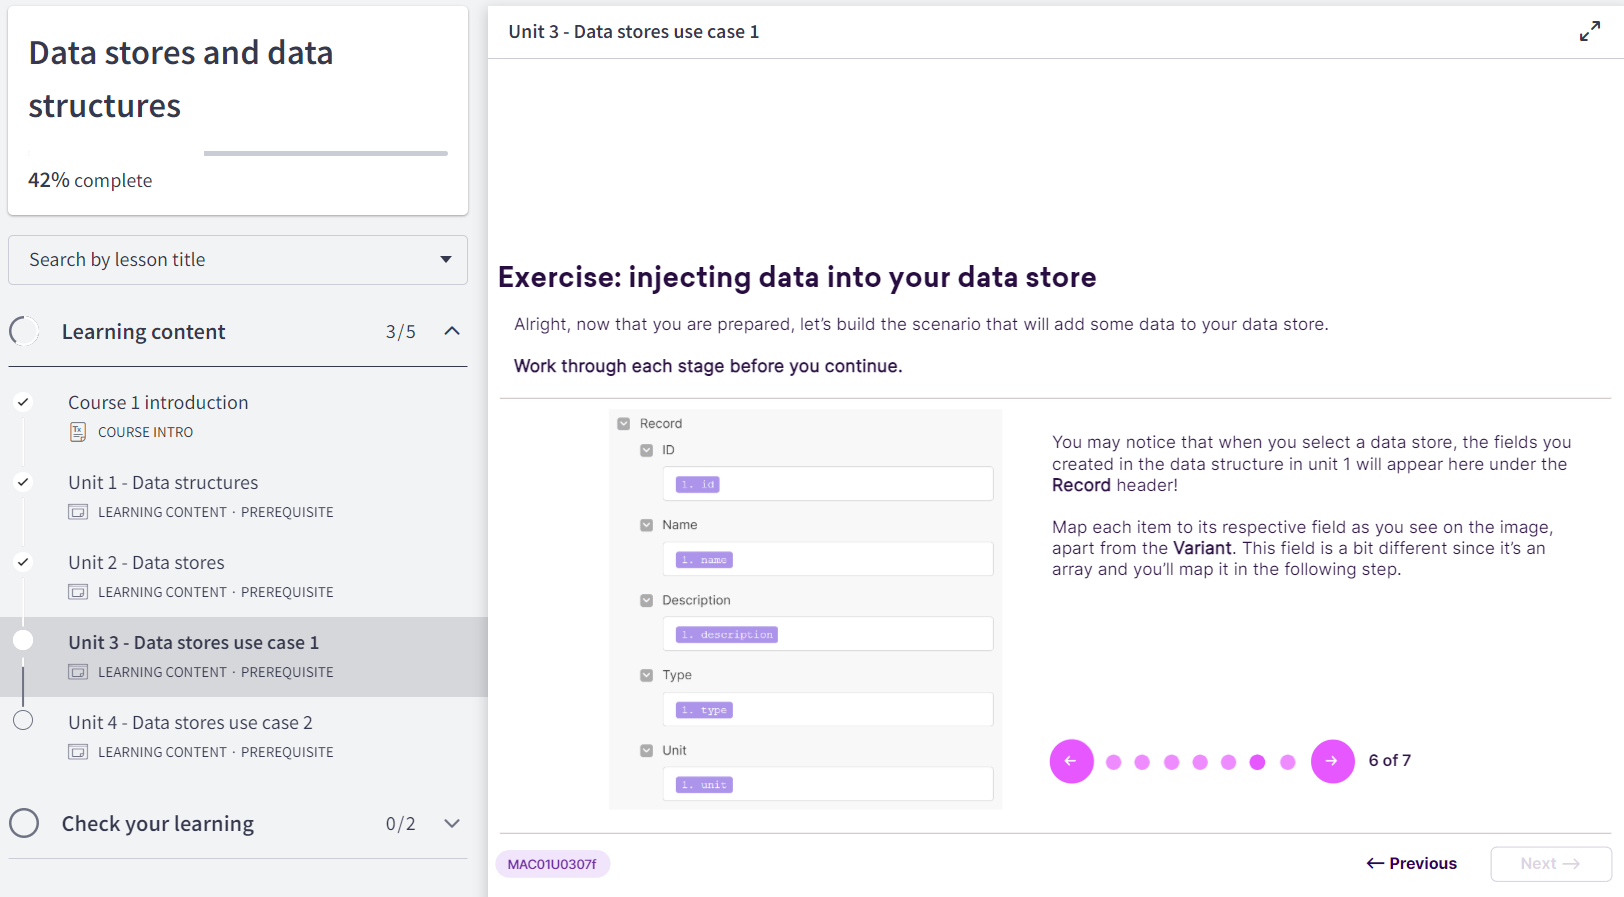 Data stores and data
structures
42% complete
Search by lesson title
Learning content 3/5
Course 1 introduction
COURSE INTRO
Unit 1 - Data structures
LEARNING CONTENT · PREREQUISITE
Unit 2 - Data stores
LEARNING CONTENT · PREREQUISITE
Unit 3 - Data stores use case 1
LEARNING CONTENT · PREREQUISITE
Unit 4 - Data stores use case 2
LEARNING CONTENT · PREREQUISITE
Check your learning 0/2
Unit 3 - Data stores use case 1
Exercise: injecting data into your data store
Alright, now that you are prepared, let's build the scenario that will add some data to your data store.
Work through each stage before you continue.
Record
ID
1. id
Name
1. name
Description
1. description
Type
1. type
Unit
1. unit
You may notice that when you select a data store, the fields you
created in the data structure in unit 1 will appear here under the
Record header!
Map each item to its respective field as you see on the image,
apart from the Variant. This field is a bit different since it's an
array and you'll map it in the following step.
← → 6 of 7
MAC01U0307f
← Previous Next →